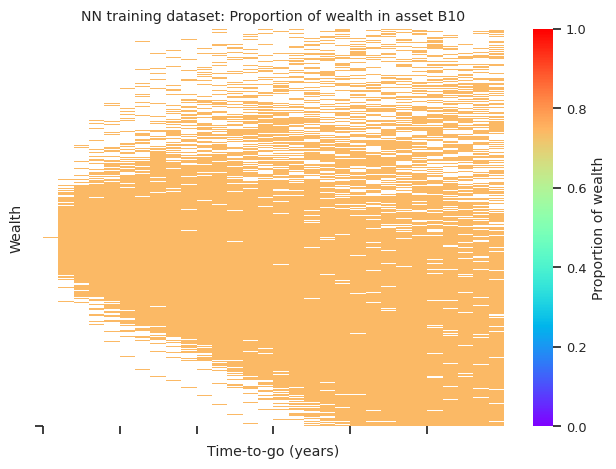 NN training dataset: Proportion of wealth in asset B10
Wealth
Time-to-go (years)
1.0
0.8
0.6
0.4
0.2
0.0
Proportion of wealth